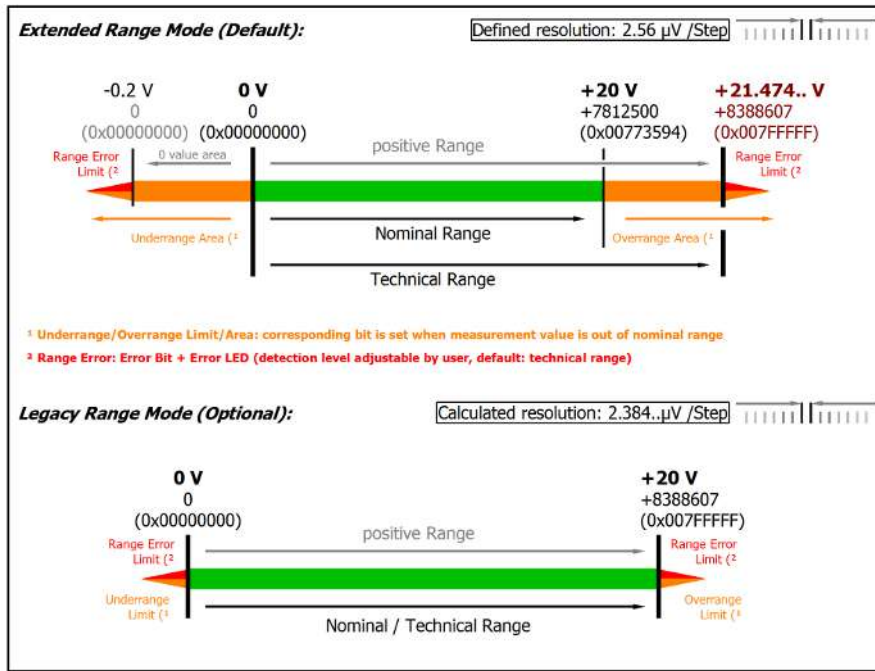 Extended Range Mode (Default):
Defined resolution: 2.56 µV /Step
-0.2 V
0 V
+20 V
+21.474.. V
0
0
+7812500
+8388607
(0x00000000)
(0x00000000)
(0x00773594)
(0x007FFFFF)
Range Error
Limit (²
0 value area
positive Range
Range Error
Limit (²
Underrange Area (¹
Nominal Range
Overrange Area (¹
Technical Range
¹ Underrange/Overrange Limit/Area: corresponding bit is set when measurement value is out of nominal range
² Range Error: Error Bit + Error LED (detection level adjustable by user, default: technical range)
Legacy Range Mode (Optional):
Calculated resolution: 2.384..µV /Step
0 V
+20 V
0
+8388607
(0x00000000)
(0x007FFFFF)
Range Error
Limit (²
positive Range
Range Error
Limit (²
Underrange
Limit (¹
Overrange
Limit (¹
Nominal / Technical Range